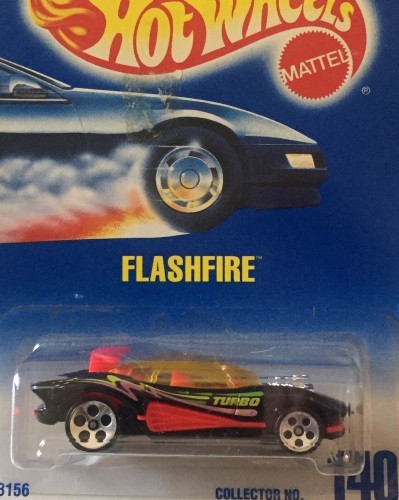 HOT WHEELS
MATTEL
®
FLASHFIRE™
TURBO
3156
COLLECTOR NO. 140